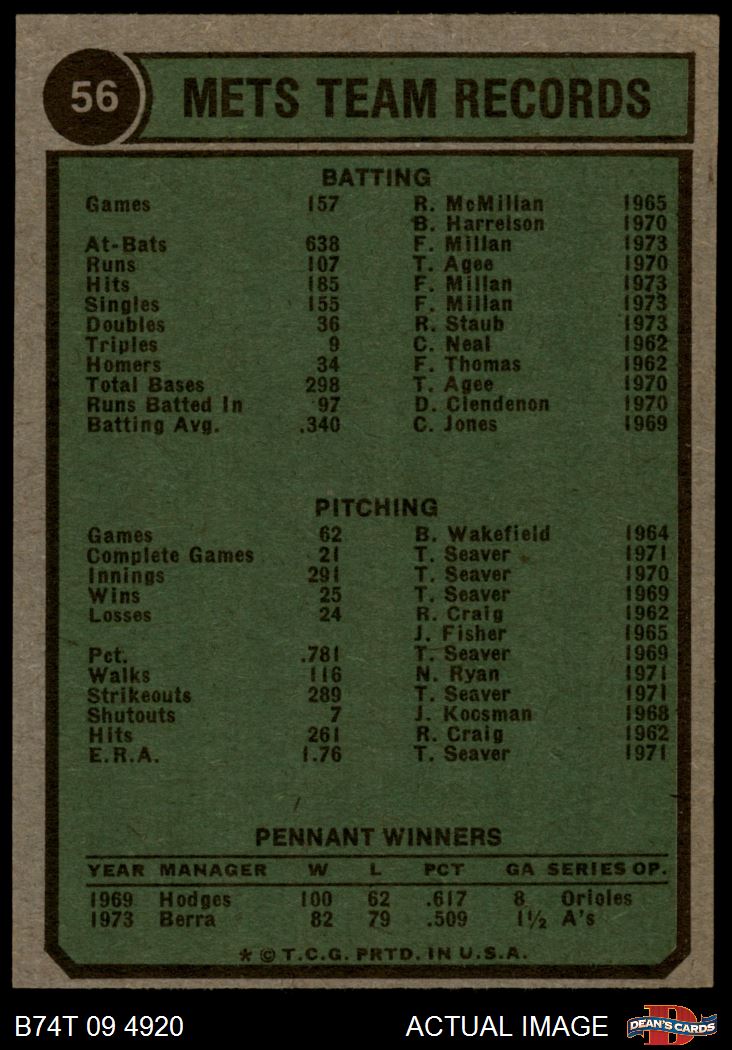 56 METS TEAM RECORDS
BATTING
Games 157 R. McMillan 1965
B. Harrelson 1970
At-Bats 638 F. Millan 1973
Runs 107 T. Agee 1970
Hits 185 F. Millan 1973
Singles 155 F. Millan 1973
Doubles 36 R. Staub 1973
Triples 9 C. Neal 1962
Homers 34 F. Thomas 1962
Total Bases 298 T. Agee 1970
Runs Batted In 97 D. Clendenon 1970
Batting Avg. .340 C. Jones 1969
PITCHING
Games 62 B. Wakefield 1964
Complete Games 21 T. Seaver 1971
Innings 291 T. Seaver 1970
Wins 25 T. Seaver 1969
Losses 24 R. Craig 1962
J. Fisher 1965
Pct. .781 T. Seaver 1969
Walks 116 N. Ryan 1971
Strikeouts 289 T. Seaver 1971
Shutouts 7 J. Koosman 1968
Hits 261 R. Craig 1962
E.R.A. 1.76 T. Seaver 1971
PENNANT WINNERS
YEAR MANAGER W L PCT GA SERIES OP.
1969 Hodges 100 62 .617 8 Orioles
1973 Berra 82 79 .509 1½ A's
* © T.C.G. PRTD. IN U.S.A.
B74T 09 4920 ACTUAL IMAGE DEAN'S CARDS